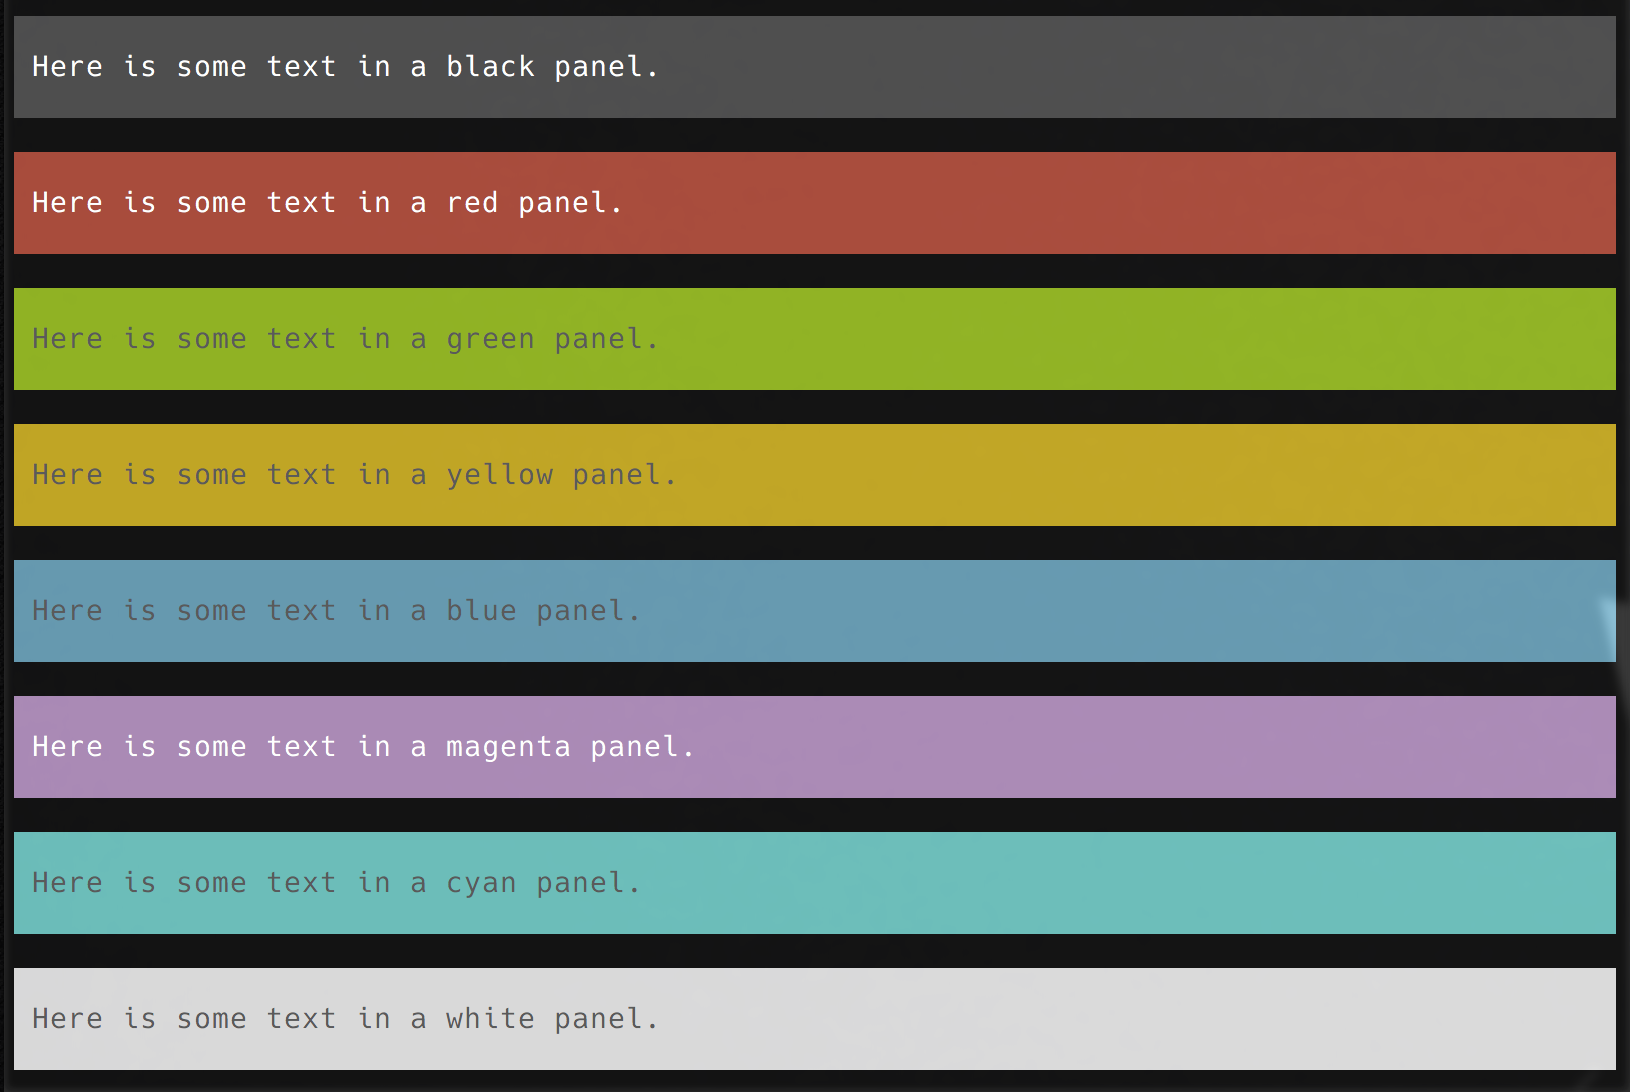 Here is some text in a black panel.
Here is some text in a red panel.
Here is some text in a green panel.
Here is some text in a yellow panel.
Here is some text in a blue panel.
Here is some text in a magenta panel.
Here is some text in a cyan panel.
Here is some text in a white panel.